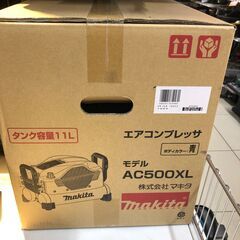 タンク容量11L
エアコンプレッサ
ボディカラー：青
モデル
AC500XL
株式会社マキタ
makita
makita